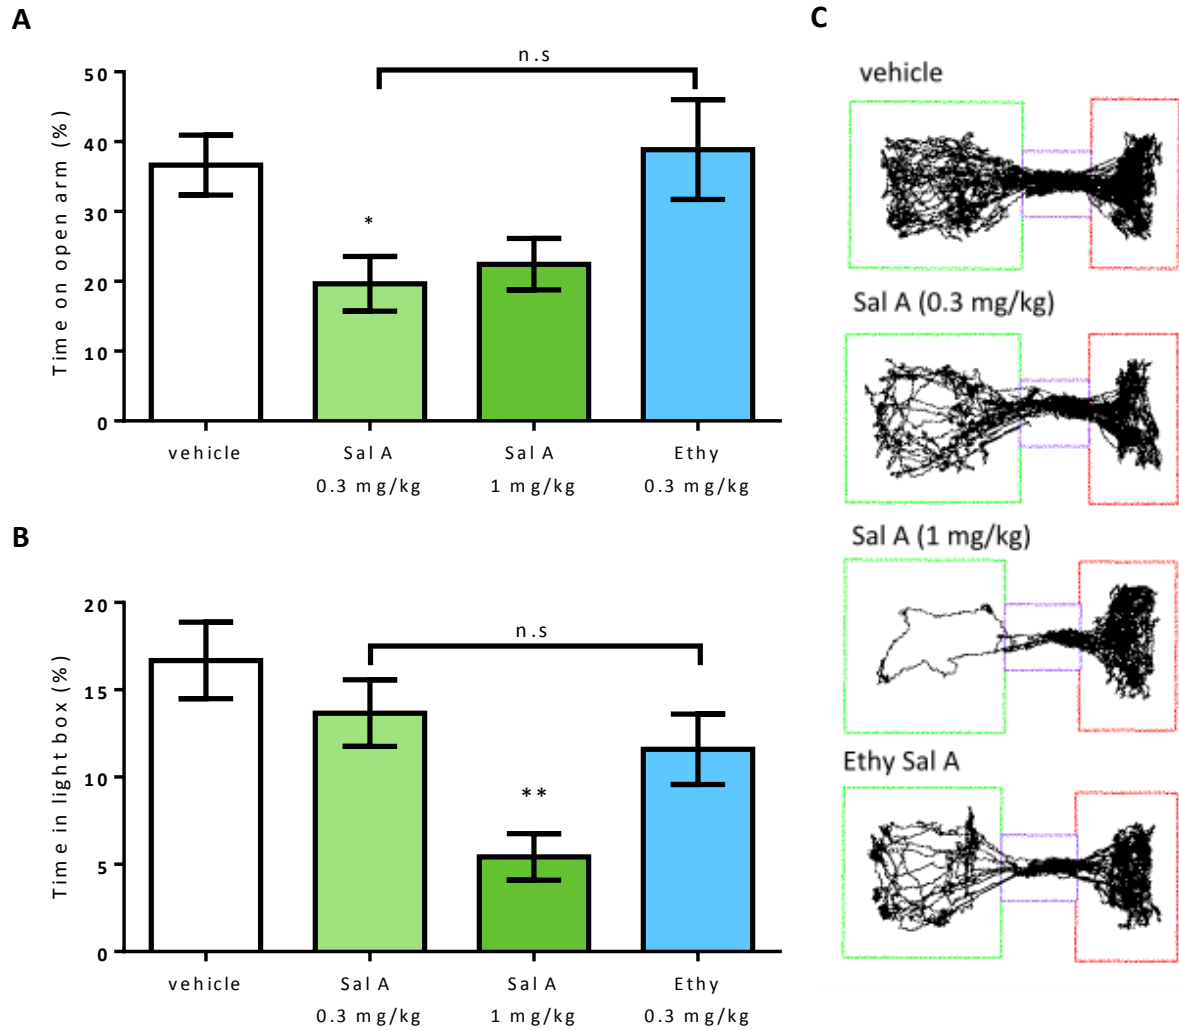 A
n.s
50
40
30
20
10
0
Time on open arm (%)
*
vehicle
Sal A
0.3 mg/kg
Sal A
1 mg/kg
Ethy
0.3 mg/kg
B
n.s
20
15
10
5
0
Time in light box (%)
**
vehicle
Sal A
0.3 mg/kg
Sal A
1 mg/kg
Ethy
0.3 mg/kg
C
vehicle
Sal A (0.3 mg/kg)
Sal A (1 mg/kg)
Ethy Sal A